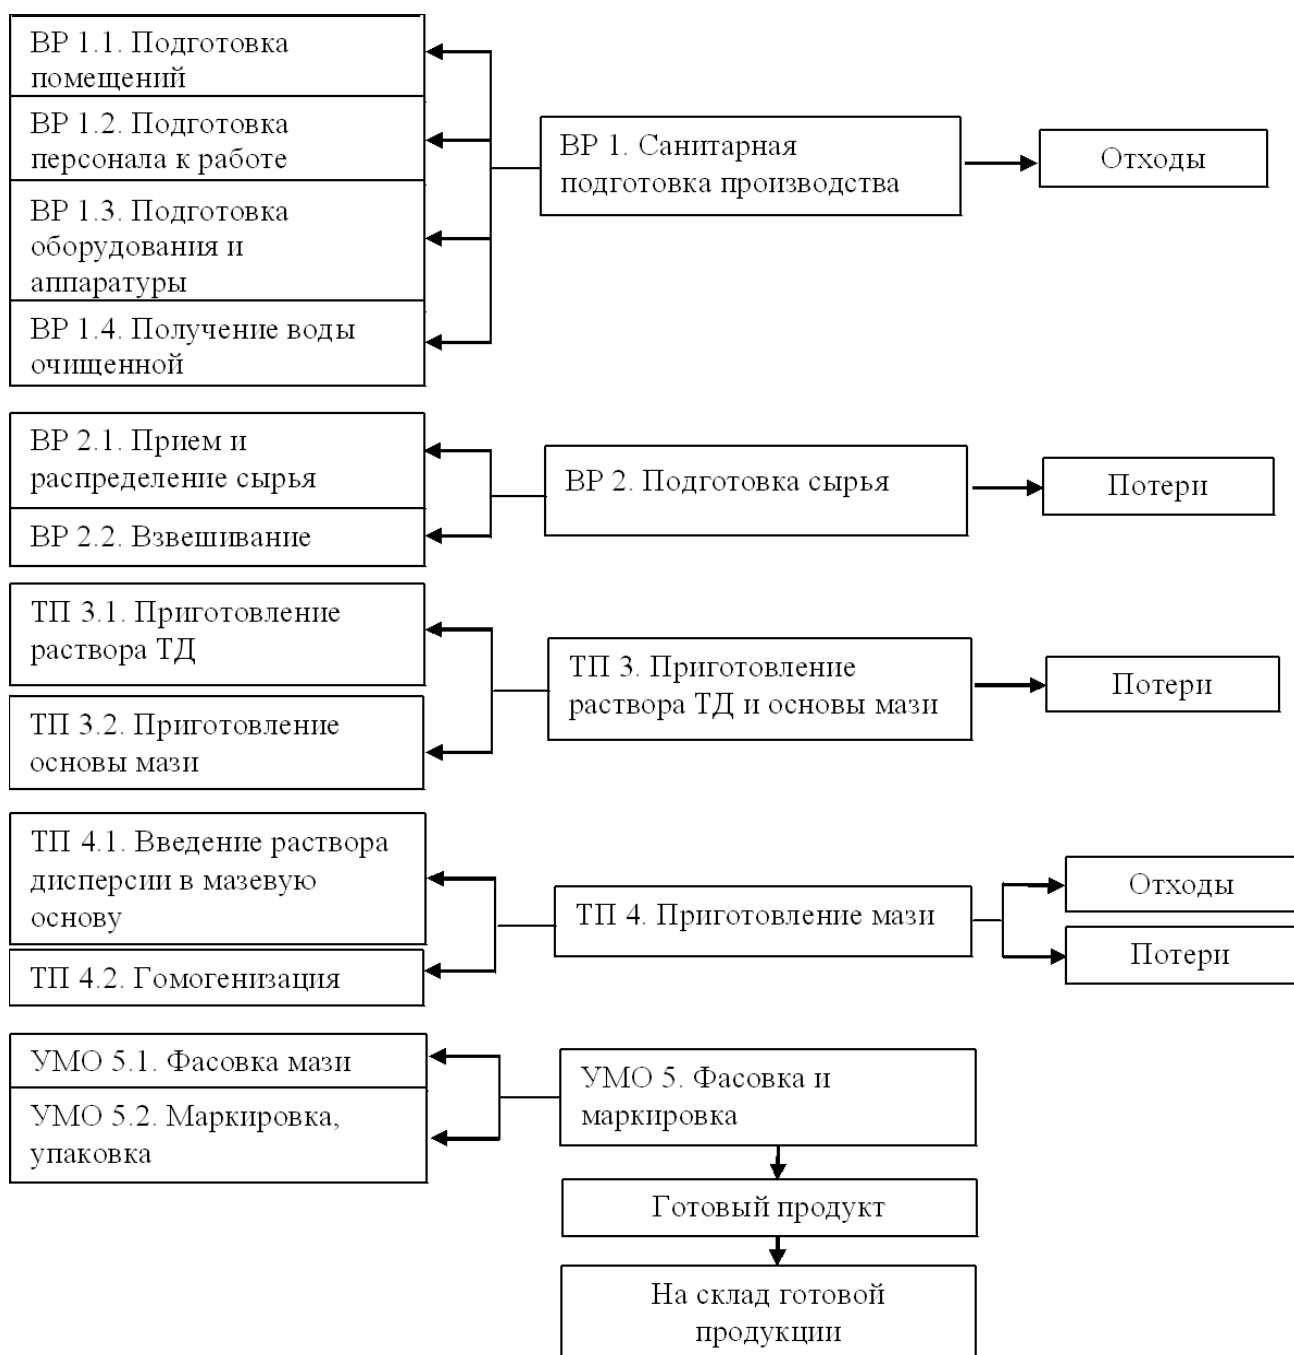 ВР 1.1. Подготовка
помещений
ВР 1.2. Подготовка
персонала к работе
ВР 1.3. Подготовка
оборудования и
аппаратуры
ВР 1.4. Получение воды
очищенной
ВР 1. Санитарная
подготовка производства
Отходы
ВР 2.1. Прием и
распределение сырья
ВР 2.2. Взвешивание
ВР 2. Подготовка сырья
Потери
ТП 3.1. Приготовление
раствора ТД
ТП 3.2. Приготовление
основы мази
ТП 3. Приготовление
раствора ТД и основы мази
Потери
ТП 4.1. Введение раствора
дисперсии в мазевую
основу
ТП 4.2. Гомогенизация
ТП 4. Приготовление мази
Отходы
Потери
УМО 5.1. Фасовка мази
УМО 5.2. Маркировка,
упаковка
УМО 5. Фасовка и
маркировка
Готовый продукт
На склад готовой
продукции